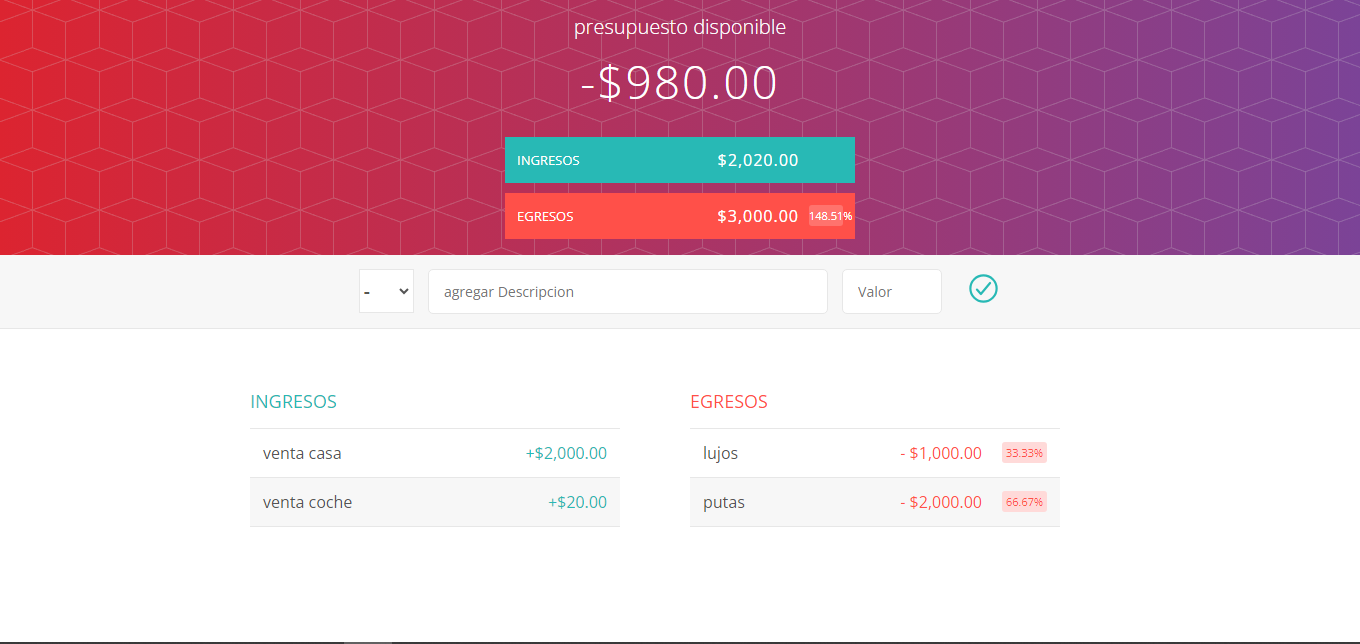 presupuesto disponible
-$980.00
INGRESOS $2,020.00
EGRESOS $3,000.00 148.51%
- agregar Descripcion Valor
INGRESOS
venta casa +$2,000.00
venta coche +$20.00
EGRESOS
lujos - $1,000.00 33.33%
putas - $2,000.00 66.67%